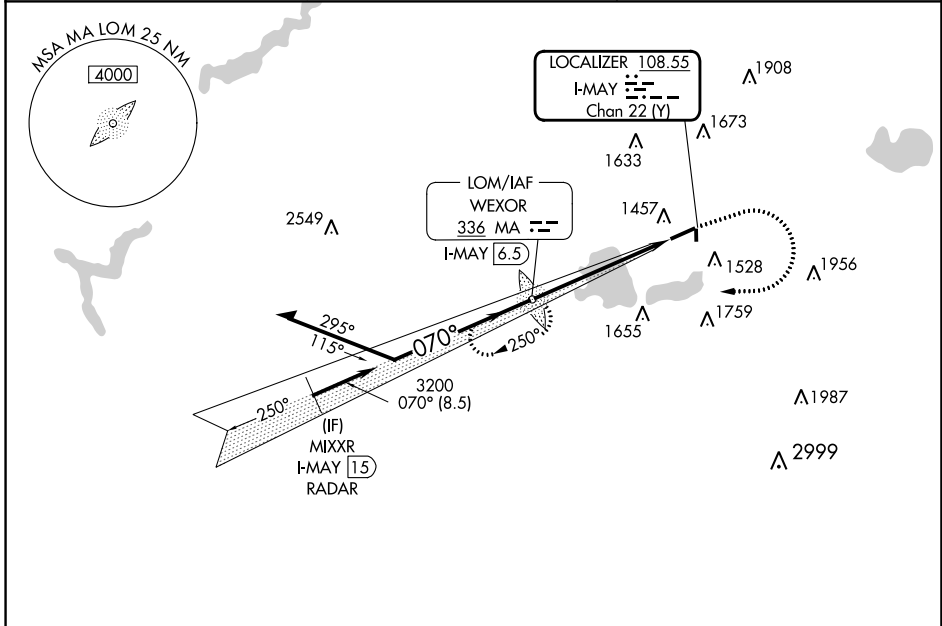 MSA MA LOM 25 NM
4000
LOCALIZER 108.55
I-MAY
Chan 22 (Y)
1908
1673
1633
LOM/IAF
WEXOR
336 MA
I-MAY 6.5
2549
1457
1528
1956
1655
1759
295°
115°
070°
250°
3200
070° (8.5)
250°
(IF)
MIXXR
I-MAY 15
RADAR
1987
2999